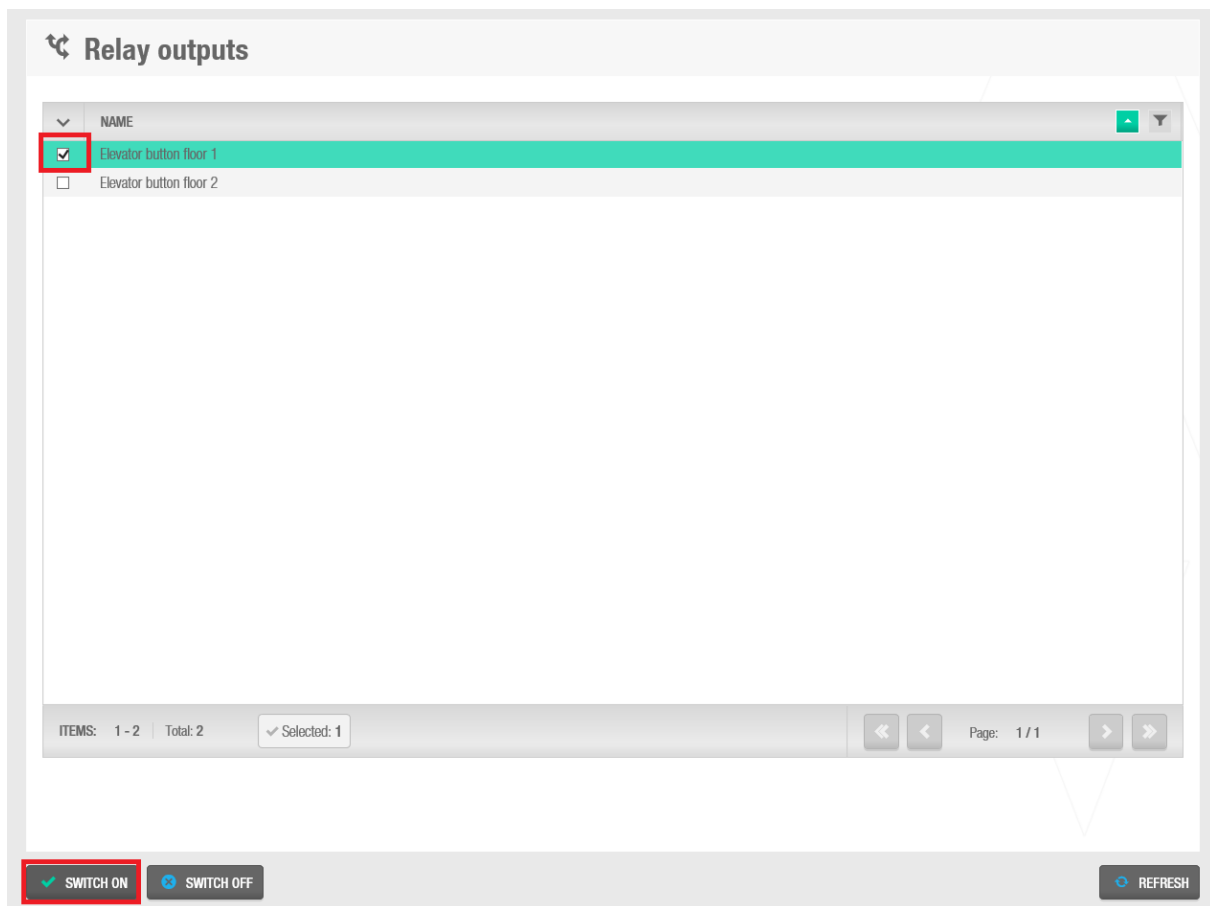 Relay outputs
NAME
Elevator button floor 1
Elevator button floor 2
ITEMS: 1 - 2 Total: 2 Selected: 1 Page: 1 / 1
SWITCH ON SWITCH OFF REFRESH